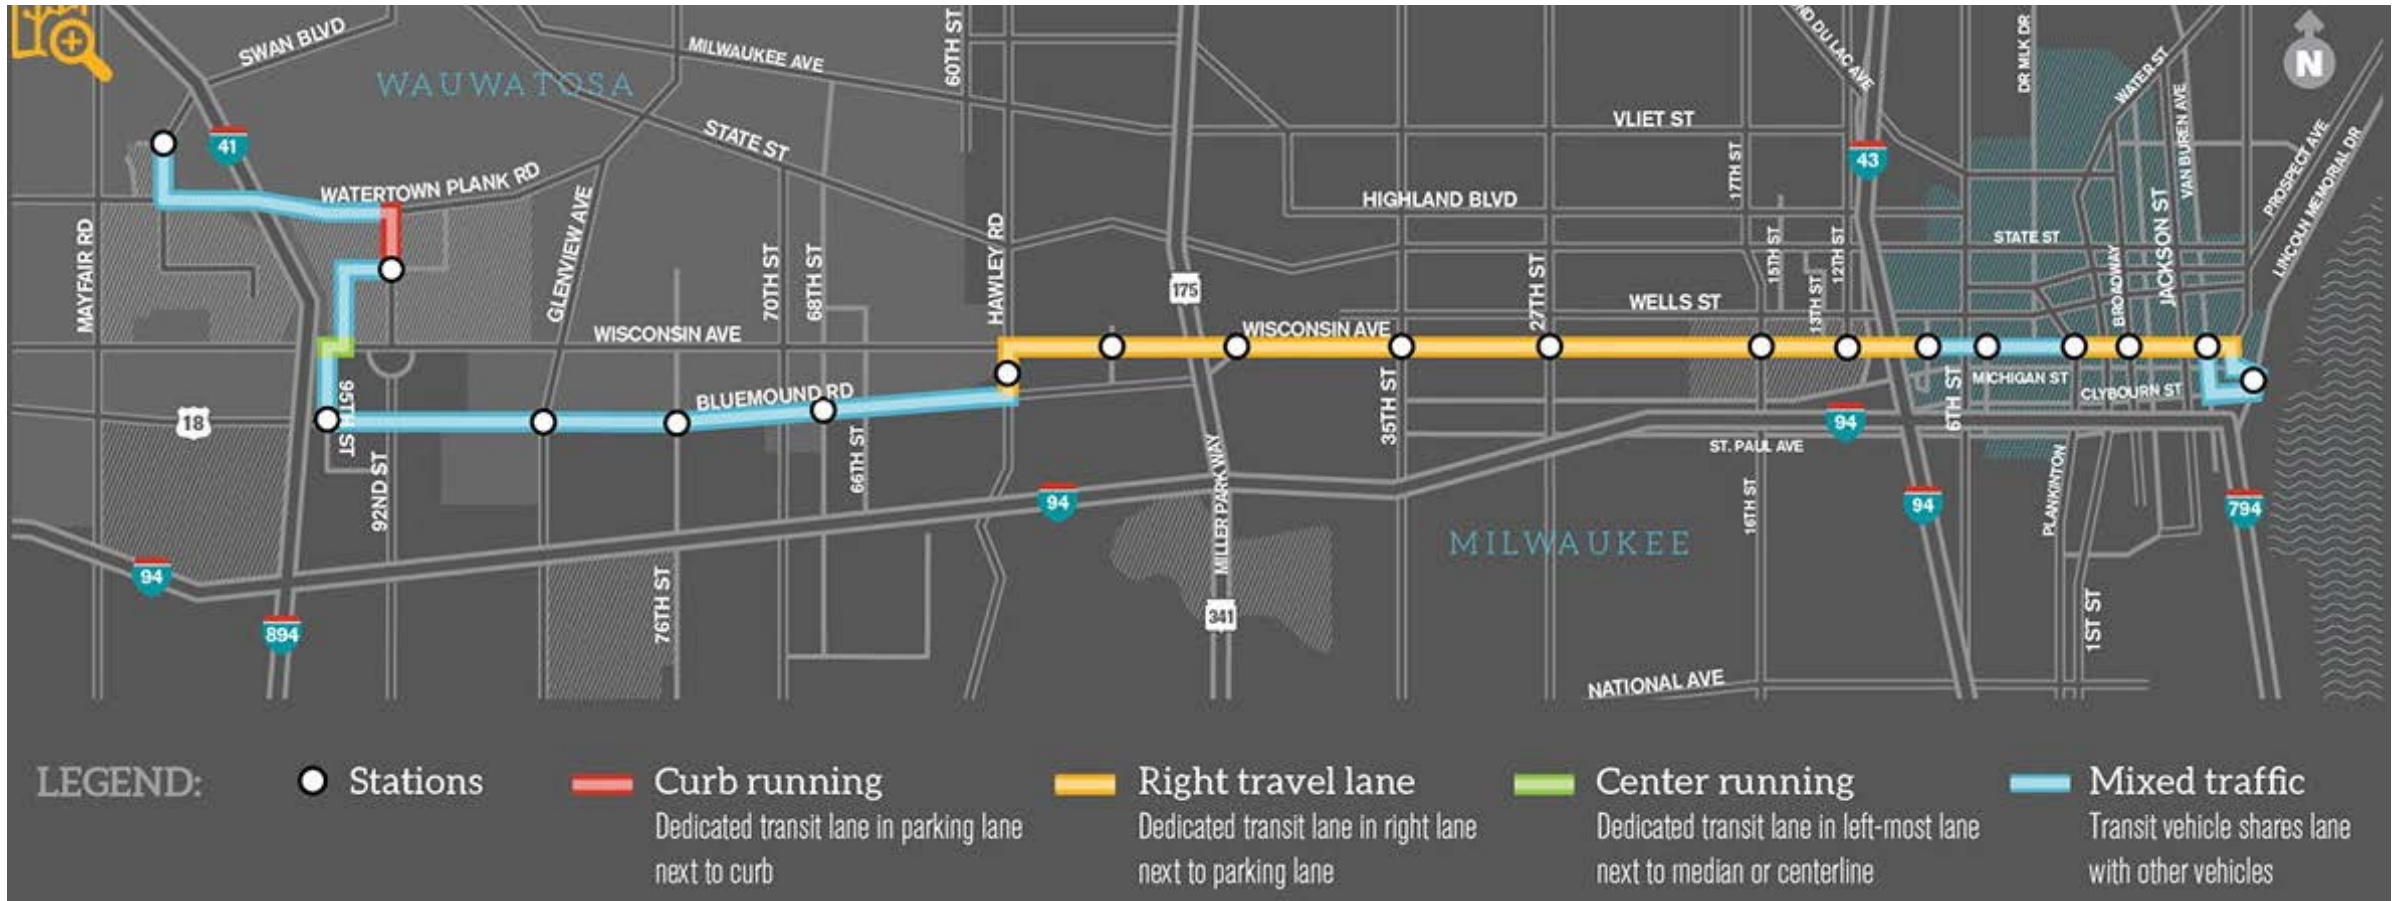 SWAN BLVD
WAUWATOSA
MILWAUKEE AVE
60TH ST
ND DU LAC AVE
DR MLK DR
WATER ST
N
41
STATE ST
VLIET ST
17TH ST
43
VAN BUREN AVE
PROSPECT AVE
LINCOLN MEMORIAL DR
WATERTOWN PLANK RD
HIGHLAND BLVD
MAYFAIR RD
GLENVIEW AVE
70TH ST
68TH ST
HAWLEY RD
175
27TH ST
15TH ST
13TH ST
12TH ST
STATE ST
BROADWAY
JACKSON ST
WELLS ST
WISCONSIN AVE
WISCONSIN AVE
18
95TH ST
92ND ST
BLUEMOUND RD
66TH ST
35TH ST
MICHIGAN ST
CLYBOURN ST
6TH ST
94
ST. PAUL AVE
MILLER PARK WAY
94
16TH ST
94
PLANKINTON
794
MILWAUKEE
94
894
76TH ST
341
1ST ST
NATIONAL AVE
LEGEND:
Stations
Curb running
Dedicated transit lane in parking lane
next to curb
Right travel lane
Dedicated transit lane in right lane
next to parking lane
Center running
Dedicated transit lane in left-most lane
next to median or centerline
Mixed traffic
Transit vehicle shares lane
with other vehicles